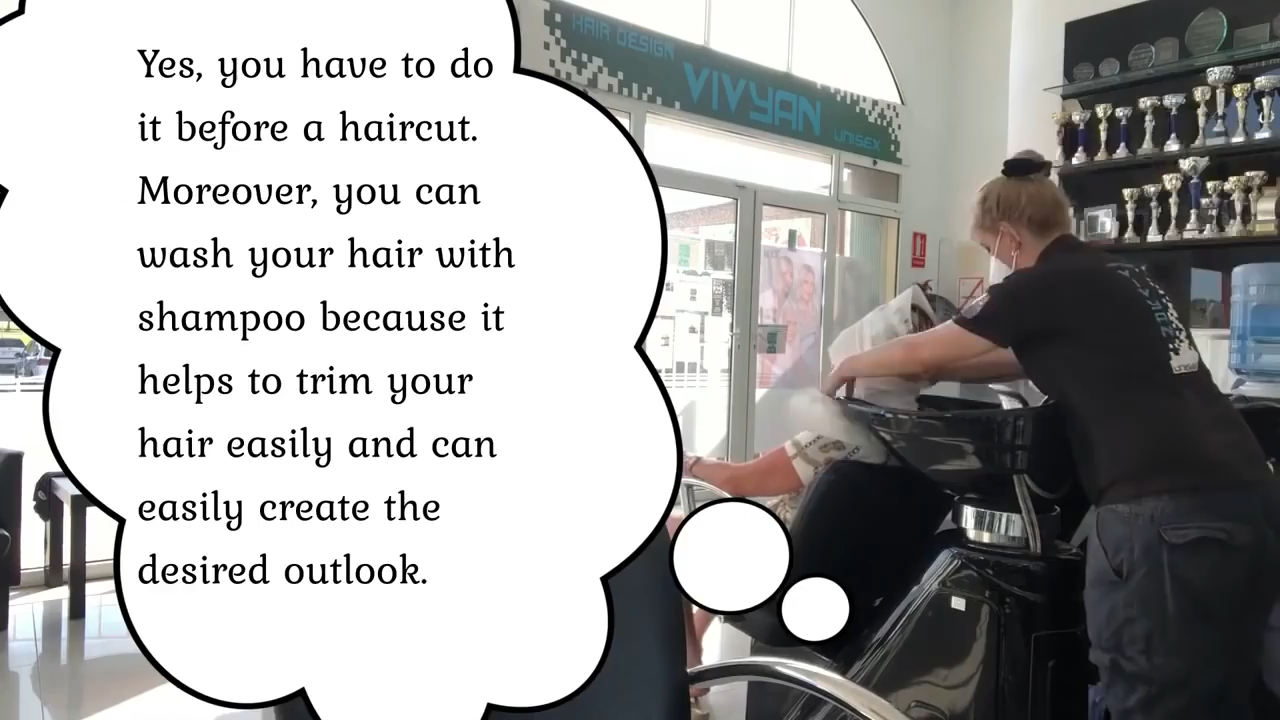 Yes, you have to do
it before a haircut.
Moreover, you can
wash your hair with
shampoo because it
helps to trim your
hair easily and can
easily create the
desired outlook.
HAIR DESIGN
VIVYAN
UNISEX